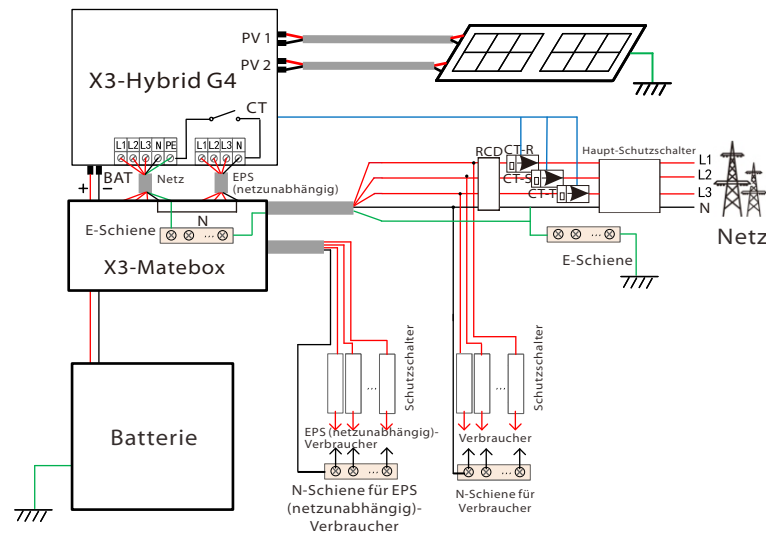 PV 1
PV 2
X3-Hybrid G4
CT
L1 L2 L3 N PE
L1 L2 L3 N
+ BAT −
Netz
EPS
(netzunabhängig)
E-Schiene
N
X3-Matebox
Batterie
RCD
CT-R
CT-S
CT-T
Haupt-Schutzschalter
L1
L2
L3
N
Netz
E-Schiene
Schutzschalter
Schutzschalter
EPS (netzunabhängig)-
Verbraucher
Verbraucher
N-Schiene für EPS
(netzunabhängig)-
Verbraucher
N-Schiene für
Verbraucher